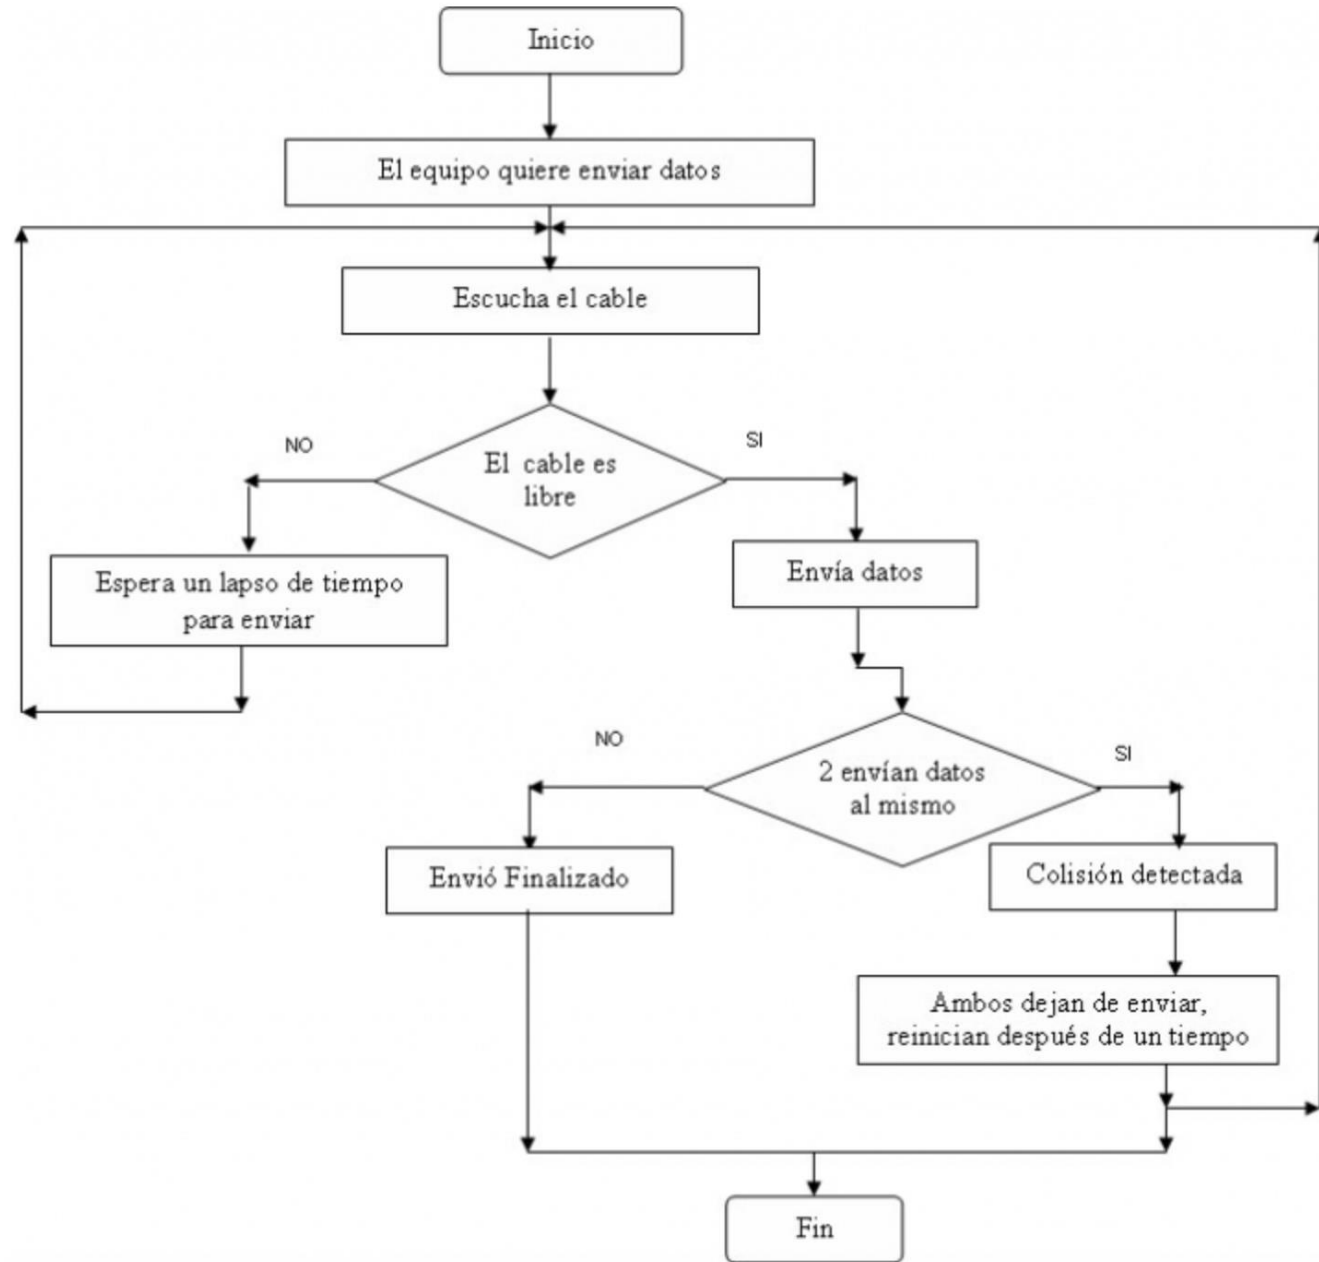 Inicio
El equipo quiere enviar datos
Escucha el cable
NO
SI
El cable es
libre
Espera un lapso de tiempo
para enviar
Envía datos
NO
SI
2 envían datos
al mismo
Envió Finalizado
Colisión detectada
Ambos dejan de enviar,
reinician después de un tiempo
Fin